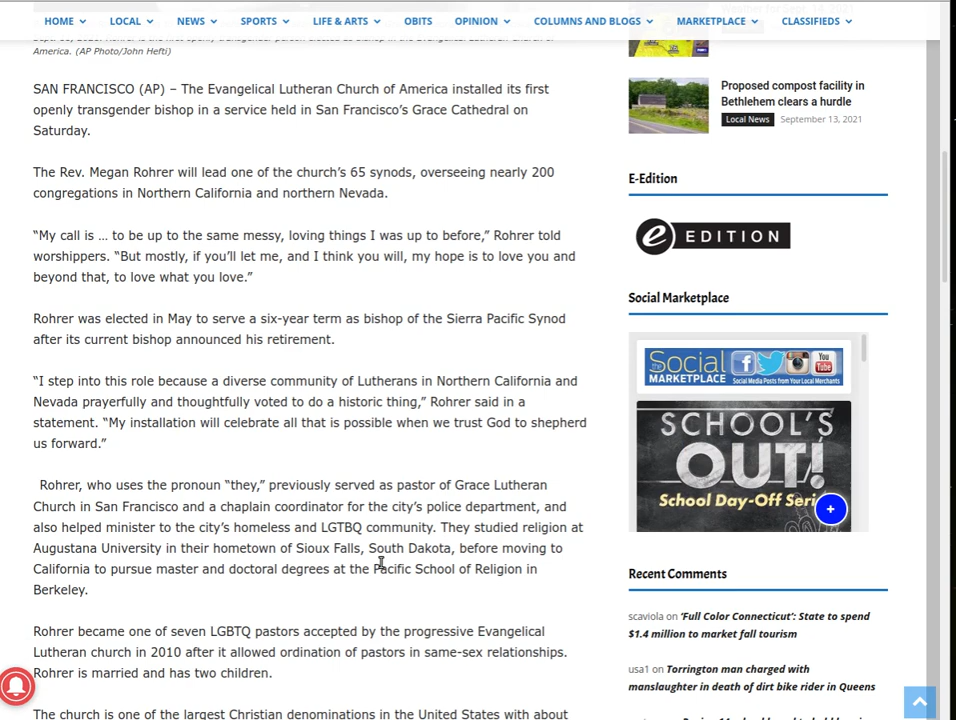 HOME LOCAL NEWS SPORTS LIFE & ARTS OBITS OPINION COLUMNS AND BLOGS MARKETPLACE CLASSIFIEDS
America. (AP Photo/John Hefti)
SAN FRANCISCO (AP) – The Evangelical Lutheran Church of America installed its first
openly transgender bishop in a service held in San Francisco’s Grace Cathedral on
Saturday.
The Rev. Megan Rohrer will lead one of the church’s 65 synods, overseeing nearly 200
congregations in Northern California and northern Nevada.
“My call is … to be up to the same messy, loving things I was up to before,” Rohrer told
worshippers. “But mostly, if you’ll let me, and I think you will, my hope is to love you and
beyond that, to love what you love.”
Rohrer was elected in May to serve a six-year term as bishop of the Sierra Pacific Synod
after its current bishop announced his retirement.
“I step into this role because a diverse community of Lutherans in Northern California and
Nevada prayerfully and thoughtfully voted to do a historic thing,” Rohrer said in a
statement. “My installation will celebrate all that is possible when we trust God to shepherd
us forward.”
Rohrer, who uses the pronoun “they,” previously served as pastor of Grace Lutheran
Church in San Francisco and a chaplain coordinator for the city’s police department, and
also helped minister to the city’s homeless and LGTBQ community. They studied religion at
Augustana University in their hometown of Sioux Falls, South Dakota, before moving to
California to pursue master and doctoral degrees at the Pacific School of Religion in
Berkeley.
Rohrer became one of seven LGBTQ pastors accepted by the progressive Evangelical
Lutheran church in 2010 after it allowed ordination of pastors in same-sex relationships.
Rohrer is married and has two children.
The church is one of the largest Christian denominations in the United States with about
Weather for Sept. 14, 2021
Proposed compost facility in
Bethlehem clears a hurdle
Local News September 13, 2021
E-Edition
e EDITION
Social Marketplace
the Social
MARKETPLACE
You
Tube
Social Media Posts from Your Local Merchants
SCHOOL’S
OUT!
School Day-Off Seri
+
Recent Comments
scaviola on ‘Full Color Connecticut’: State to spend
$1.4 million to market fall tourism
usa1 on Torrington man charged with
manslaughter in death of dirt bike rider in Queens